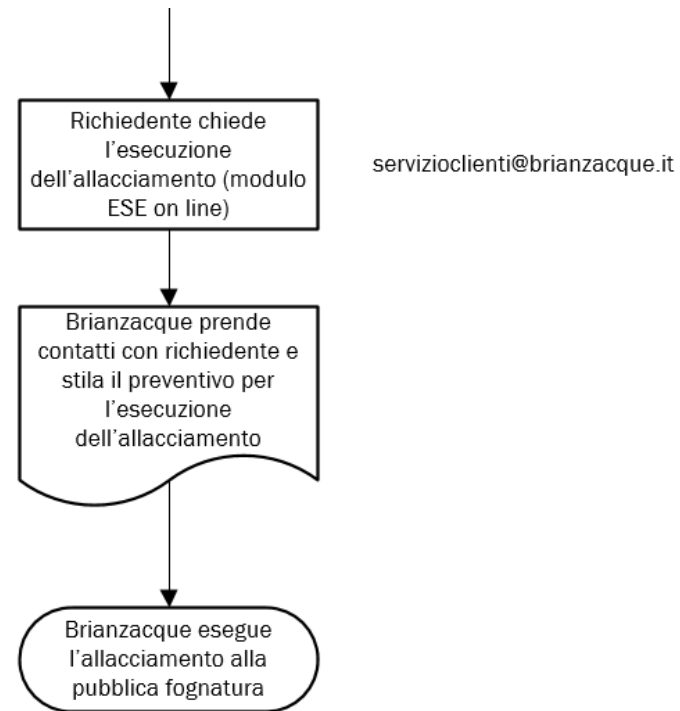 Richiedente chiede
l'esecuzione
dell'allacciamento (modulo
ESE on line)
servizioclienti@brianzacque.it
Brianzacque prende
contatti con richiedente e
stila il preventivo per
l'esecuzione
dell'allacciamento
Brianzacque esegue
l'allacciamento alla
pubblica fognatura